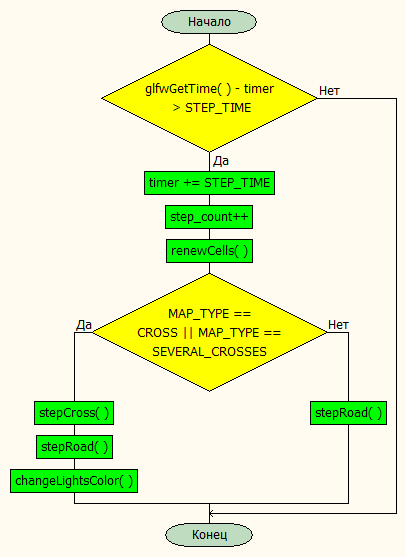 Начало
glfwGetTime( ) - timer
> STEP_TIME
Нет
Да
timer += STEP_TIME
step_count++
renewCells( )
MAP_TYPE ==
CROSS || MAP_TYPE ==
SEVERAL_CROSSES
Да
Нет
stepCross( )
stepRoad( )
changeLightsColor( )
stepRoad( )
Конец